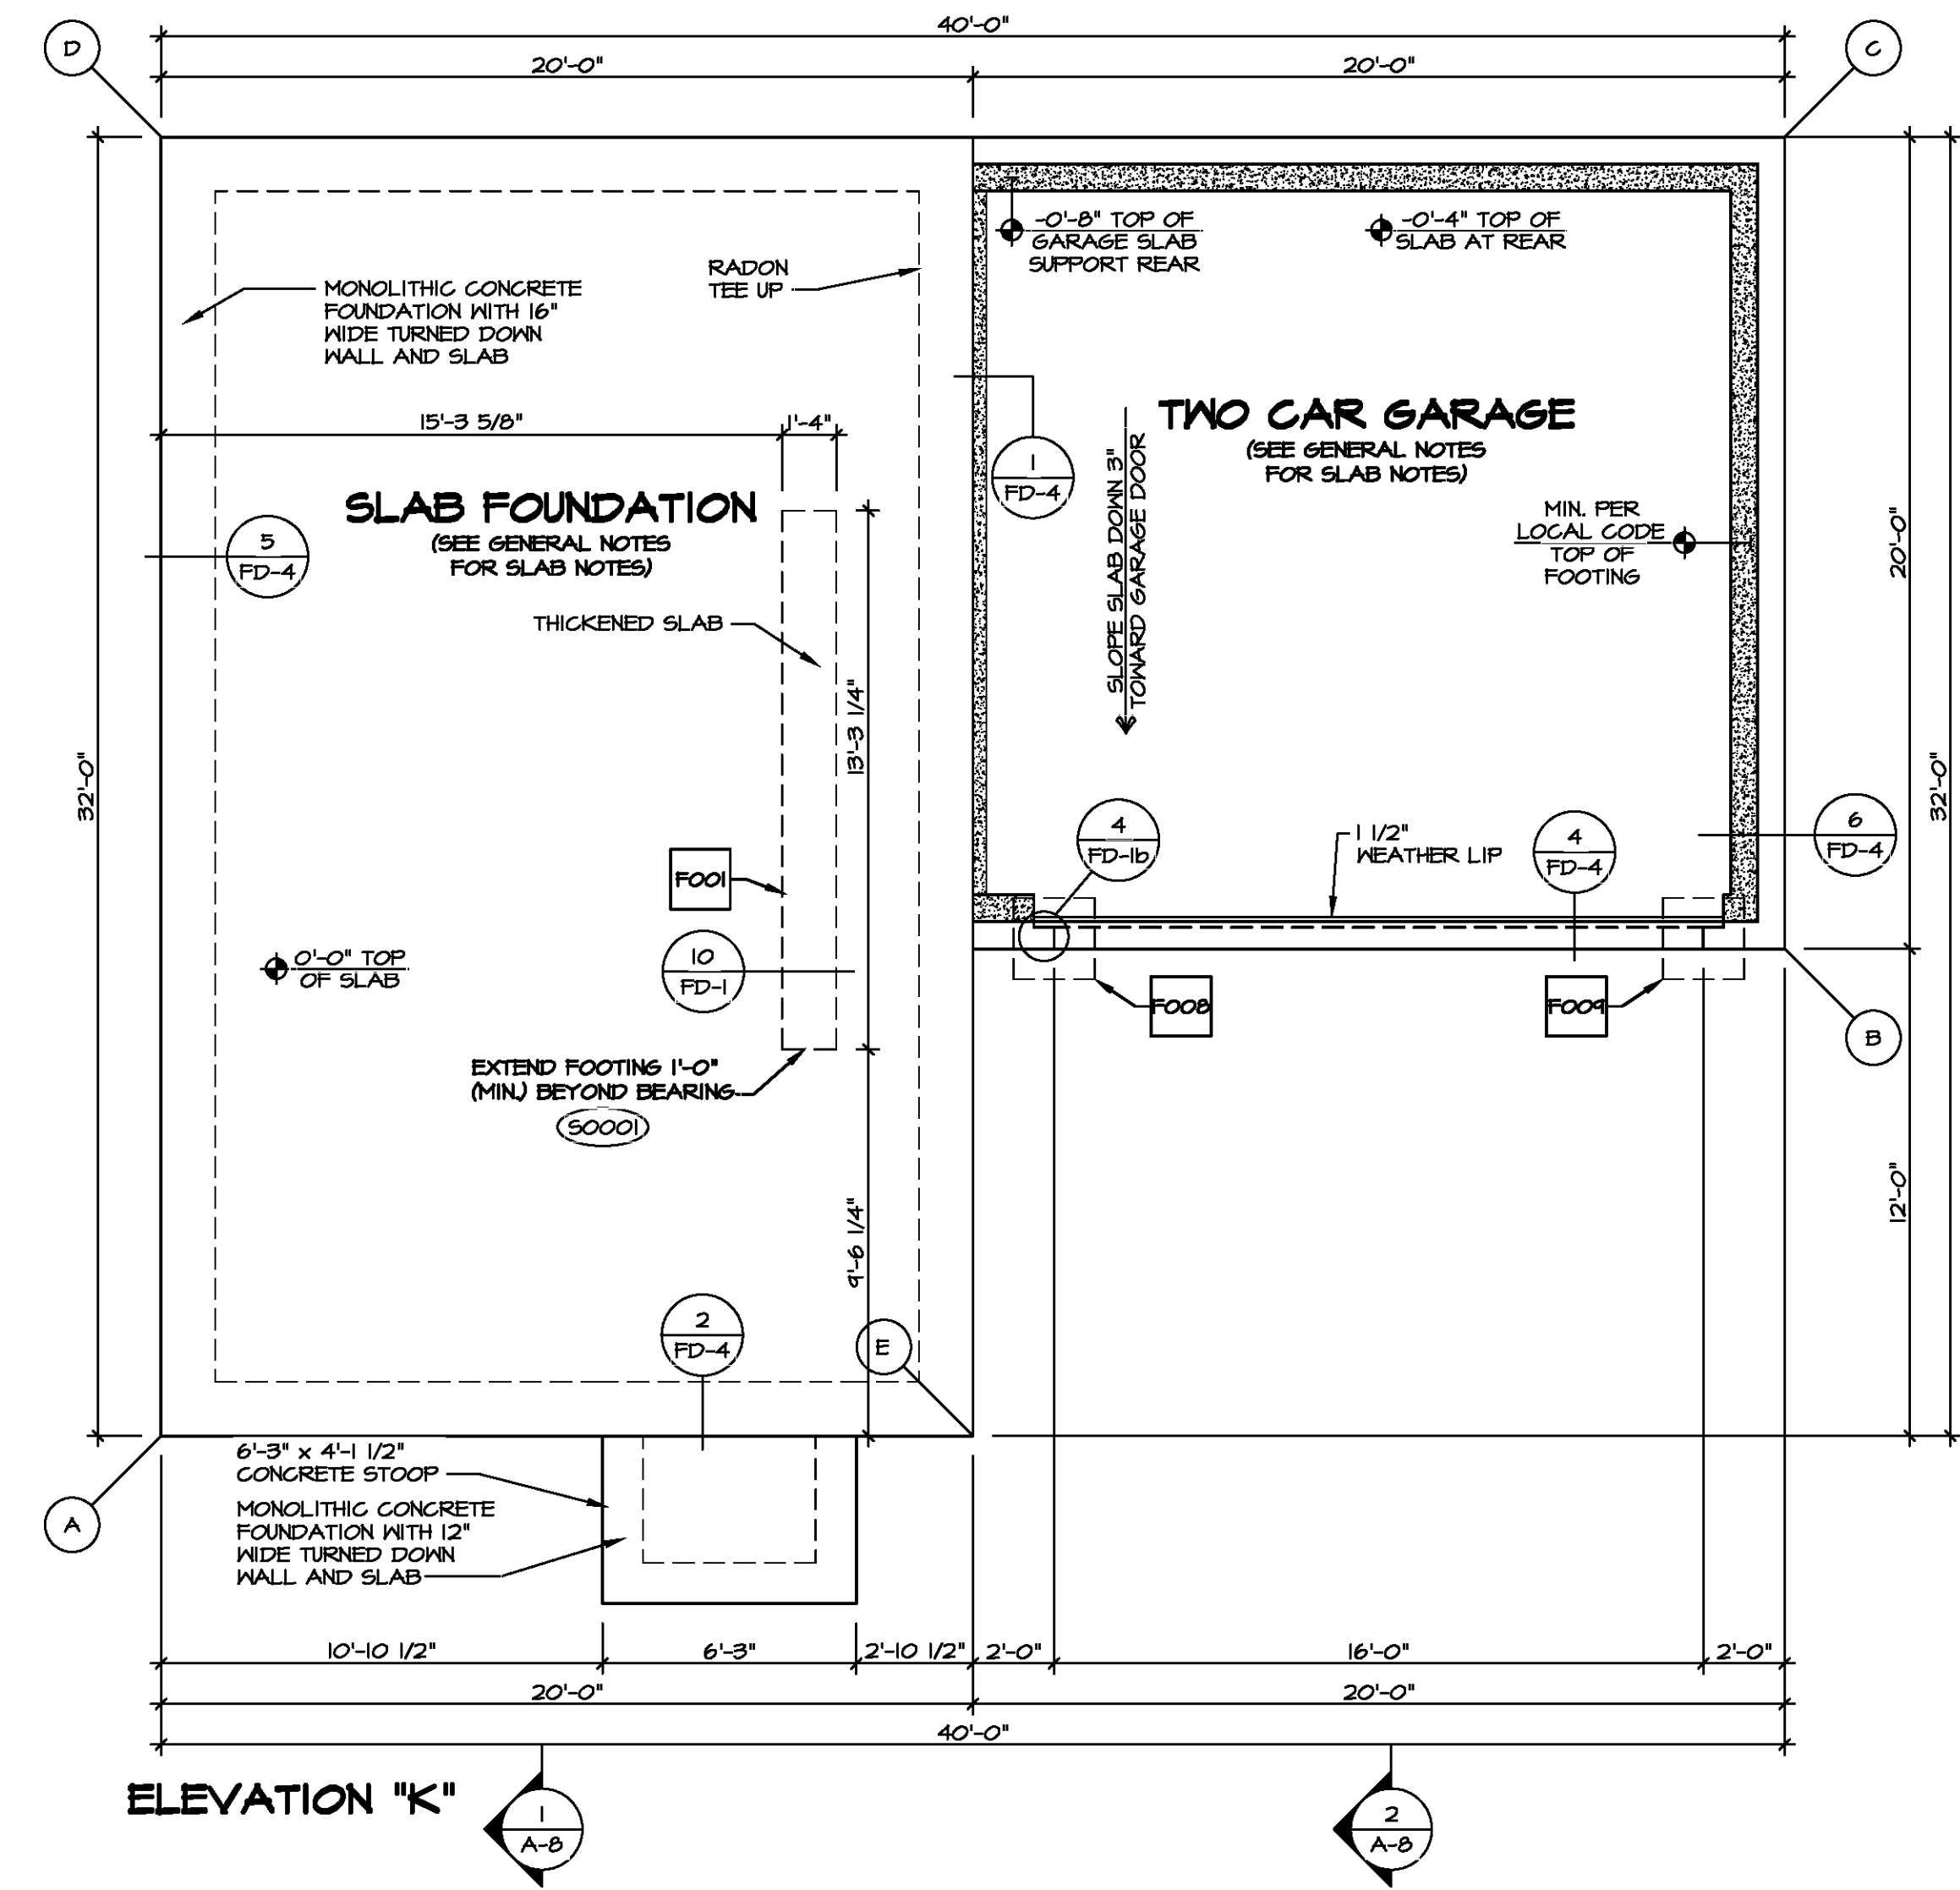 40'-0"
20'-0"
20'-0"
D
C
-0'-8" TOP OF
GARAGE SLAB
SUPPORT REAR
-0'-4" TOP OF
SLAB AT REAR
RADON
TEE UP
MONOLITHIC CONCRETE
FOUNDATION WITH 16"
WIDE TURNED DOWN
WALL AND SLAB
15'-3 5/8"
1'-4"
TWO CAR GARAGE
(SEE GENERAL NOTES
FOR SLAB NOTES)
1
FD-4
SLOPE SLAB DOWN 3"
TOWARD GARAGE DOOR
SLAB FOUNDATION
(SEE GENERAL NOTES
FOR SLAB NOTES)
5
FD-4
MIN. PER
LOCAL CODE
TOP OF
FOOTING
20'-0"
THICKENED SLAB
13'-3 1/4"
32'-0"
32'-0"
4
FD-1b
1 1/2"
WEATHER LIP
4
FD-4
6
FD-4
F001
10
FD-1
0'-0" TOP
OF SLAB
F008
F009
B
EXTEND FOOTING 1'-0"
(MIN.) BEYOND BEARING
S0001
12'-0"
9'-6 1/4"
2
FD-4
E
6'-3" x 4'-1 1/2"
CONCRETE STOOP
MONOLITHIC CONCRETE
FOUNDATION WITH 12"
WIDE TURNED DOWN
WALL AND SLAB
A
10'-10 1/2"
6'-3"
2'-10 1/2"
2'-0"
16'-0"
2'-0"
20'-0"
20'-0"
40'-0"
ELEVATION "K"
1
A-8
2
A-8